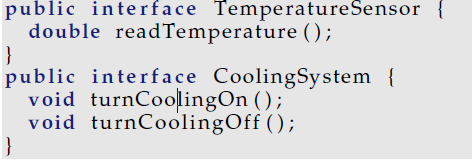 public interface TemperatureSensor {
double readTemperature();
}
public interface CoolingSystem {
void turnCoolingOn();
void turnCoolingOff();
}